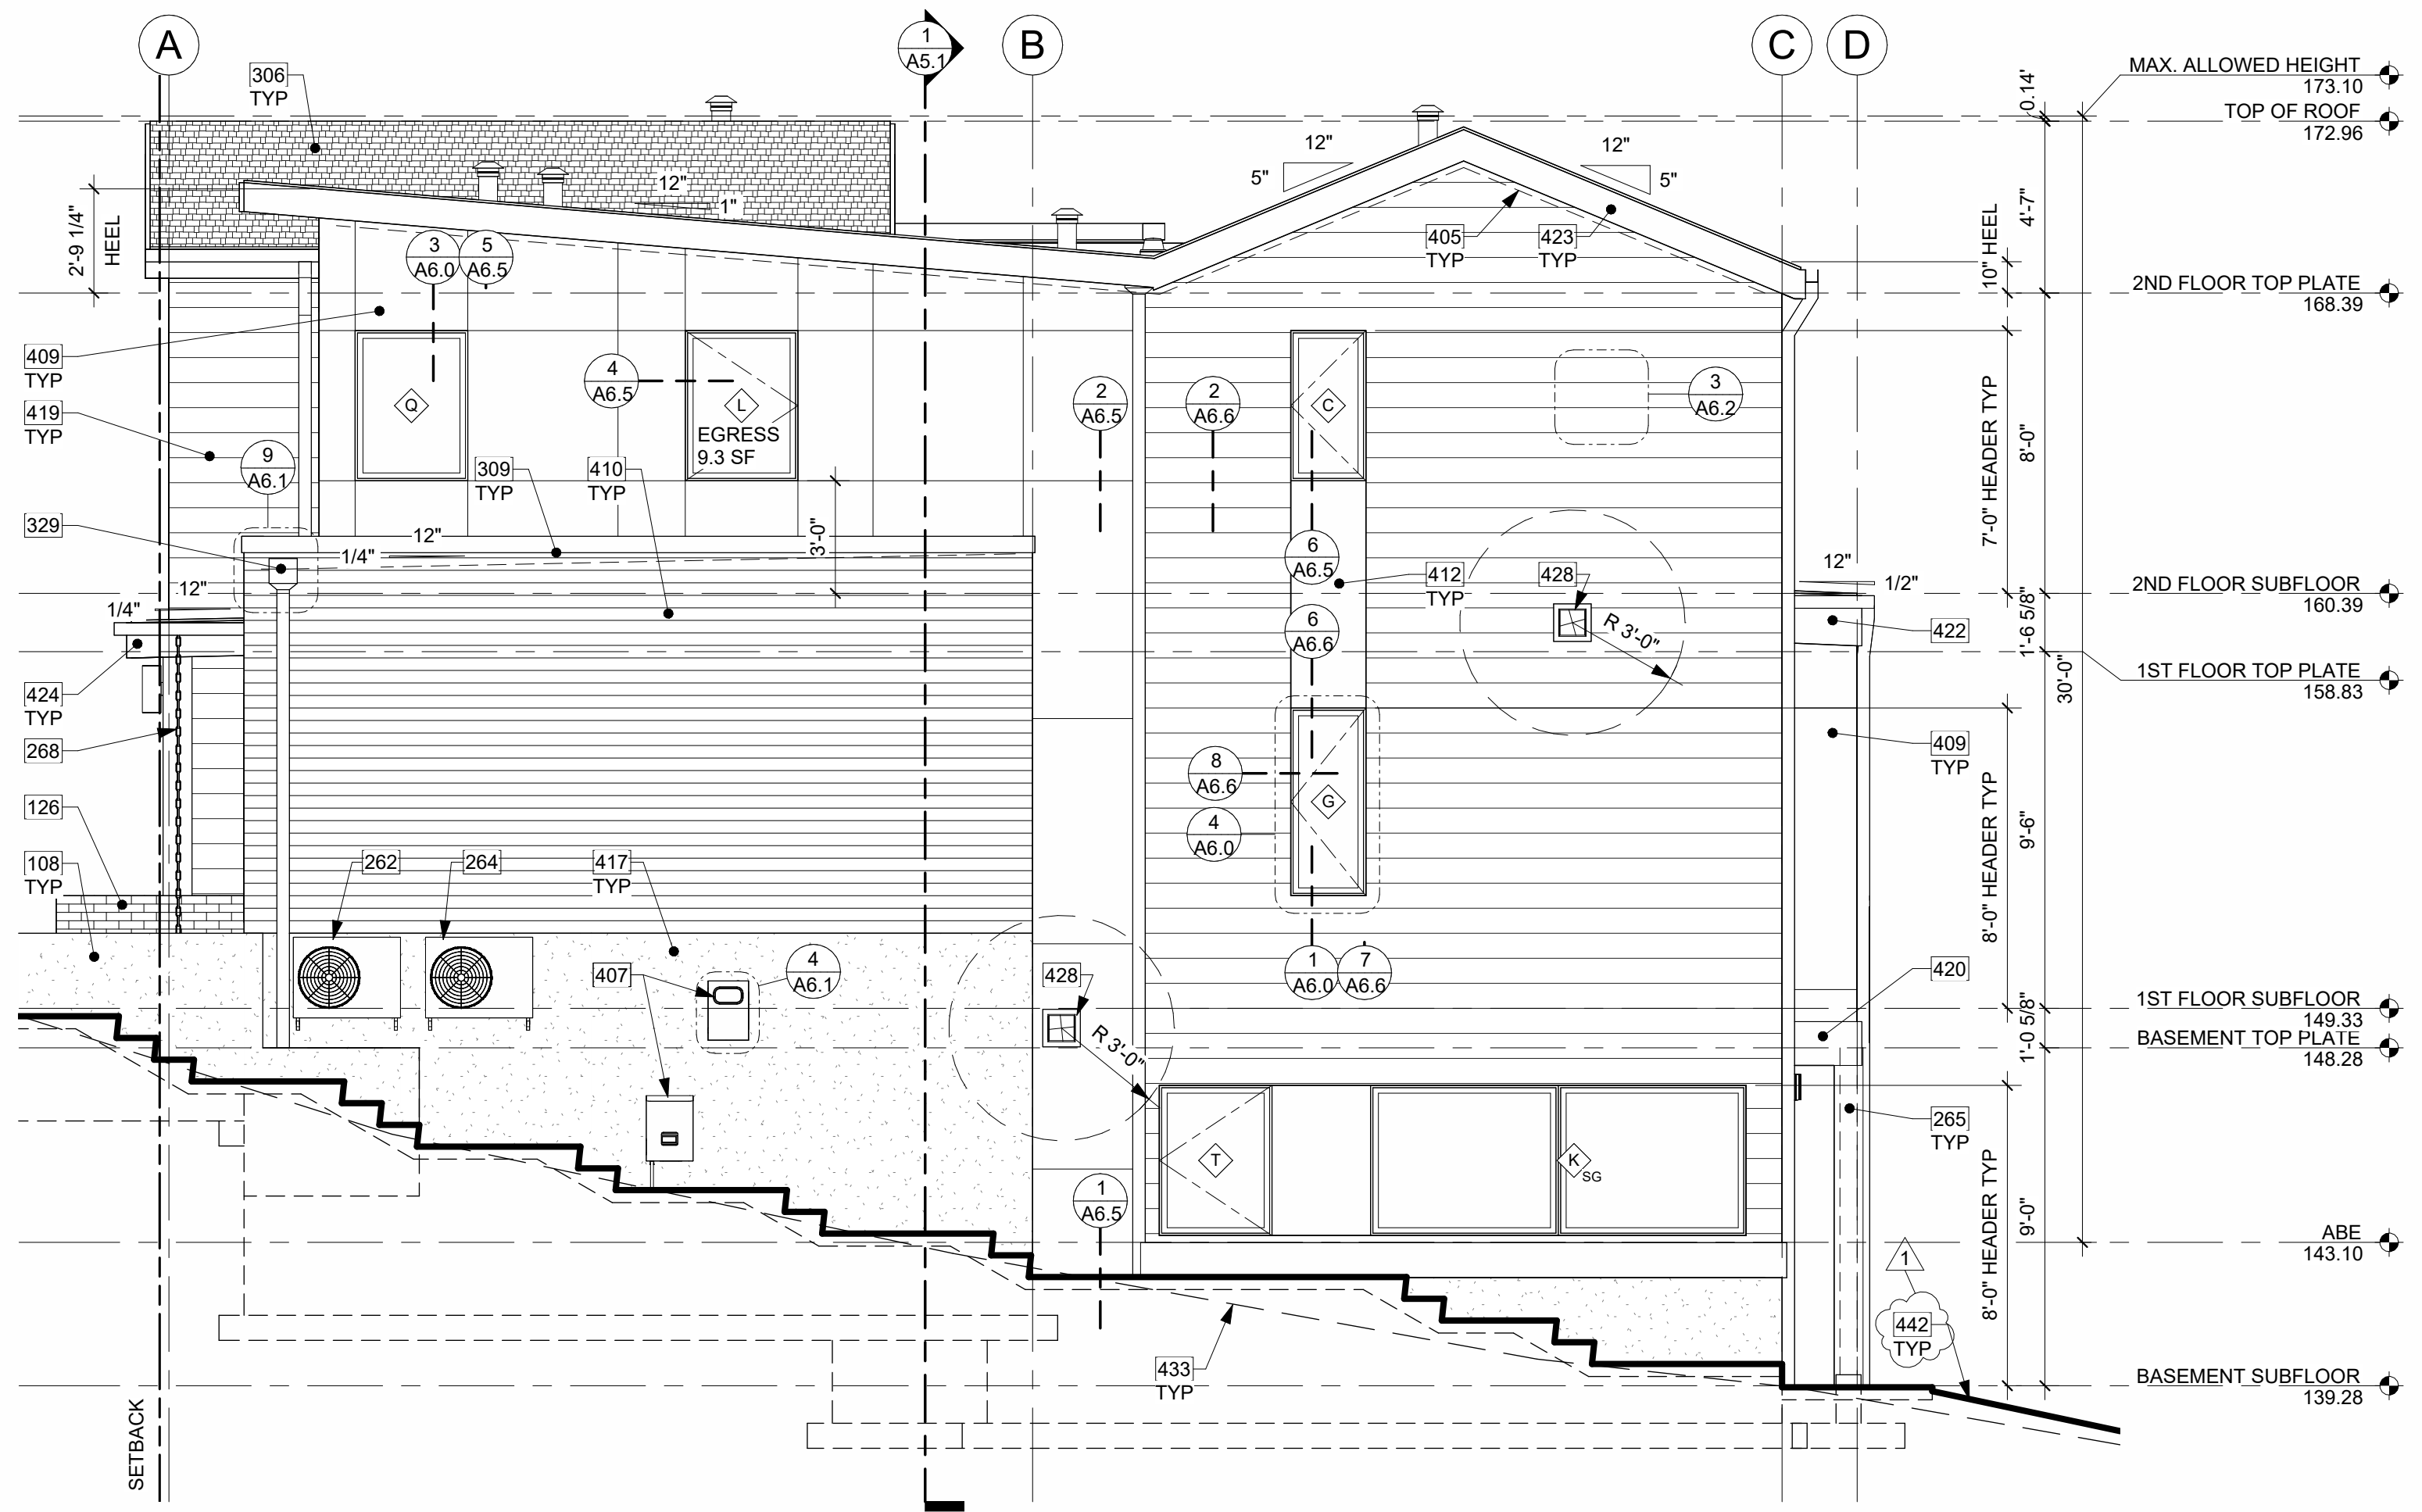 A
1
A5.1
B
C
D
306
TYP
MAX. ALLOWED HEIGHT
173.10
0.14'
TOP OF ROOF
172.96
12"
5"
12"
5"
12"
1"
2'-9 1/4"
HEEL
3
A6.0
5
A6.5
405
TYP
423
TYP
10" HEEL
4'-7"
2ND FLOOR TOP PLATE
168.39
409
TYP
419
TYP
Q
4
A6.5
L
EGRESS
9.3 SF
2
A6.5
2
A6.6
C
3
A6.2
7'-0" HEADER TYP
8'-0"
9
A6.1
309
TYP
410
TYP
329
12"
1/4"
3'-0"
6
A6.5
412
TYP
428
12"
1/2"
2ND FLOOR SUBFLOOR
160.39
12"
1/4"
6
A6.6
R 3'-0"
422
1'-6 5/8"
30'-0"
1ST FLOOR TOP PLATE
158.83
424
TYP
268
8
A6.6
G
4
A6.0
409
TYP
8'-0" HEADER TYP
9'-6"
126
108
TYP
262
264
417
TYP
407
4
A6.1
428
1
A6.0
7
A6.6
420
1ST FLOOR SUBFLOOR
149.33
1'-0 5/8"
BASEMENT TOP PLATE
148.28
R 3'-0"
265
TYP
T
K
SG
1
A6.5
8'-0" HEADER TYP
9'-0"
ABE
143.10
1
442
TYP
433
TYP
BASEMENT SUBFLOOR
139.28
SETBACK